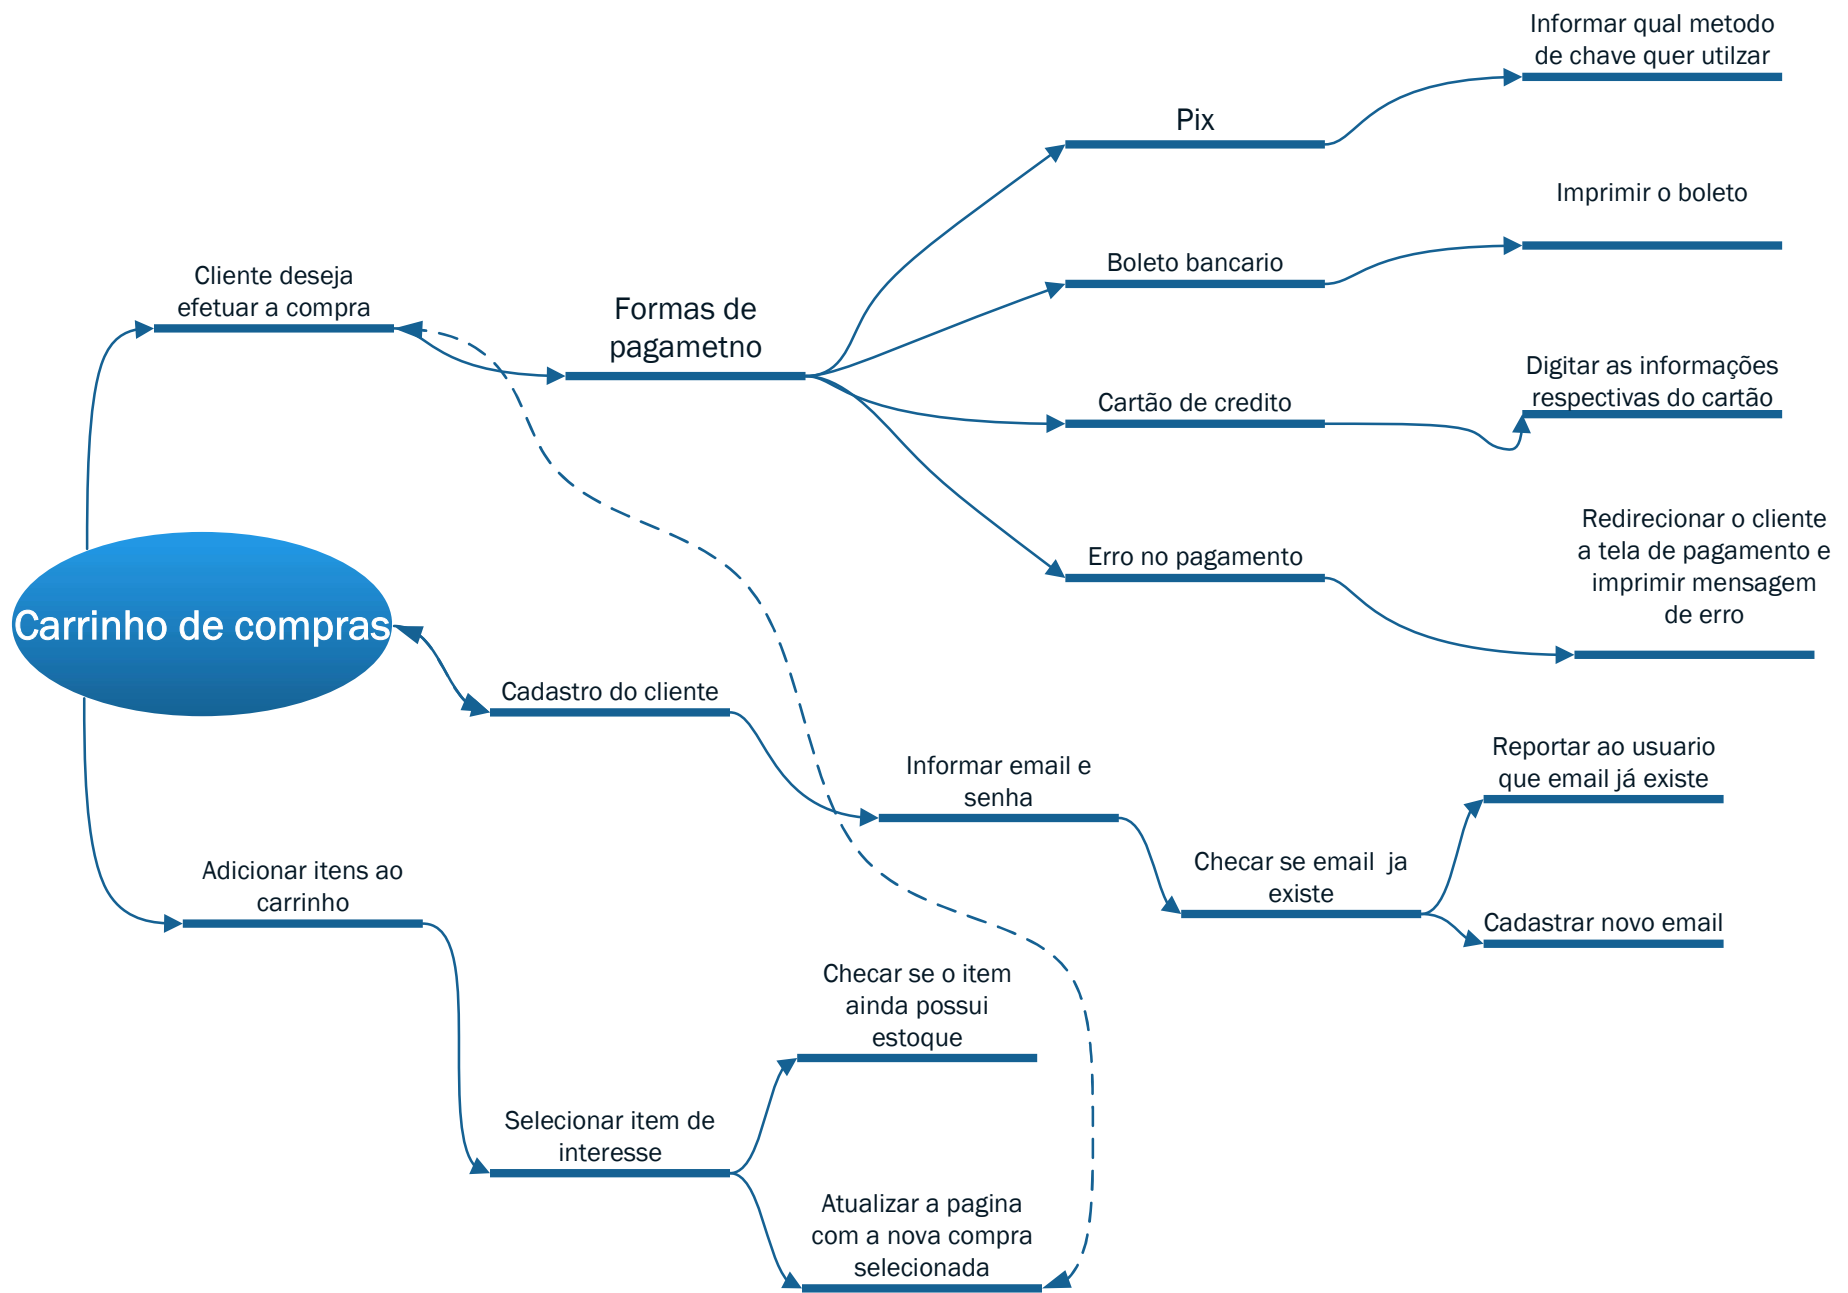 Informar qual metodo
de chave quer utilzar
Pix
Imprimir o boleto
Boleto bancario
Cliente deseja
efetuar a compra
Formas de
pagametno
Digitar as informações
respectivas do cartão
Cartão de credito
Redirecionar o cliente
a tela de pagamento e
imprimir mensagem
de erro
Erro no pagamento
Carrinho de compras
Cadastro do cliente
Informar email e
senha
Reportar ao usuario
que email já existe
Checar se email  ja
existe
Cadastrar novo email
Adicionar itens ao
carrinho
Checar se o item
ainda possui
estoque
Selecionar item de
interesse
Atualizar a pagina
com a nova compra
selecionada